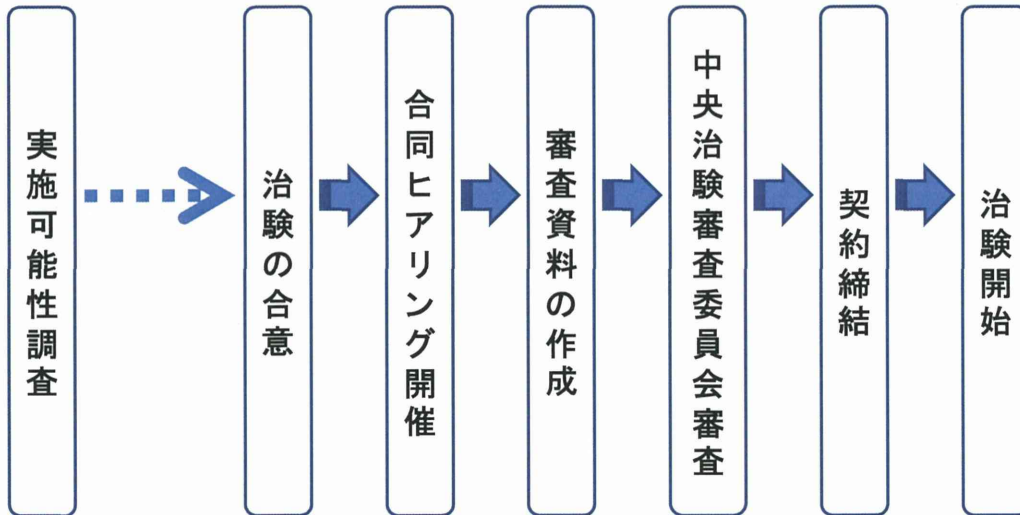 実施可能性調査
治験の合意
合同ヒアリング開催
審査資料の作成
中央治験審査委員会審査
契約締結
治験開始